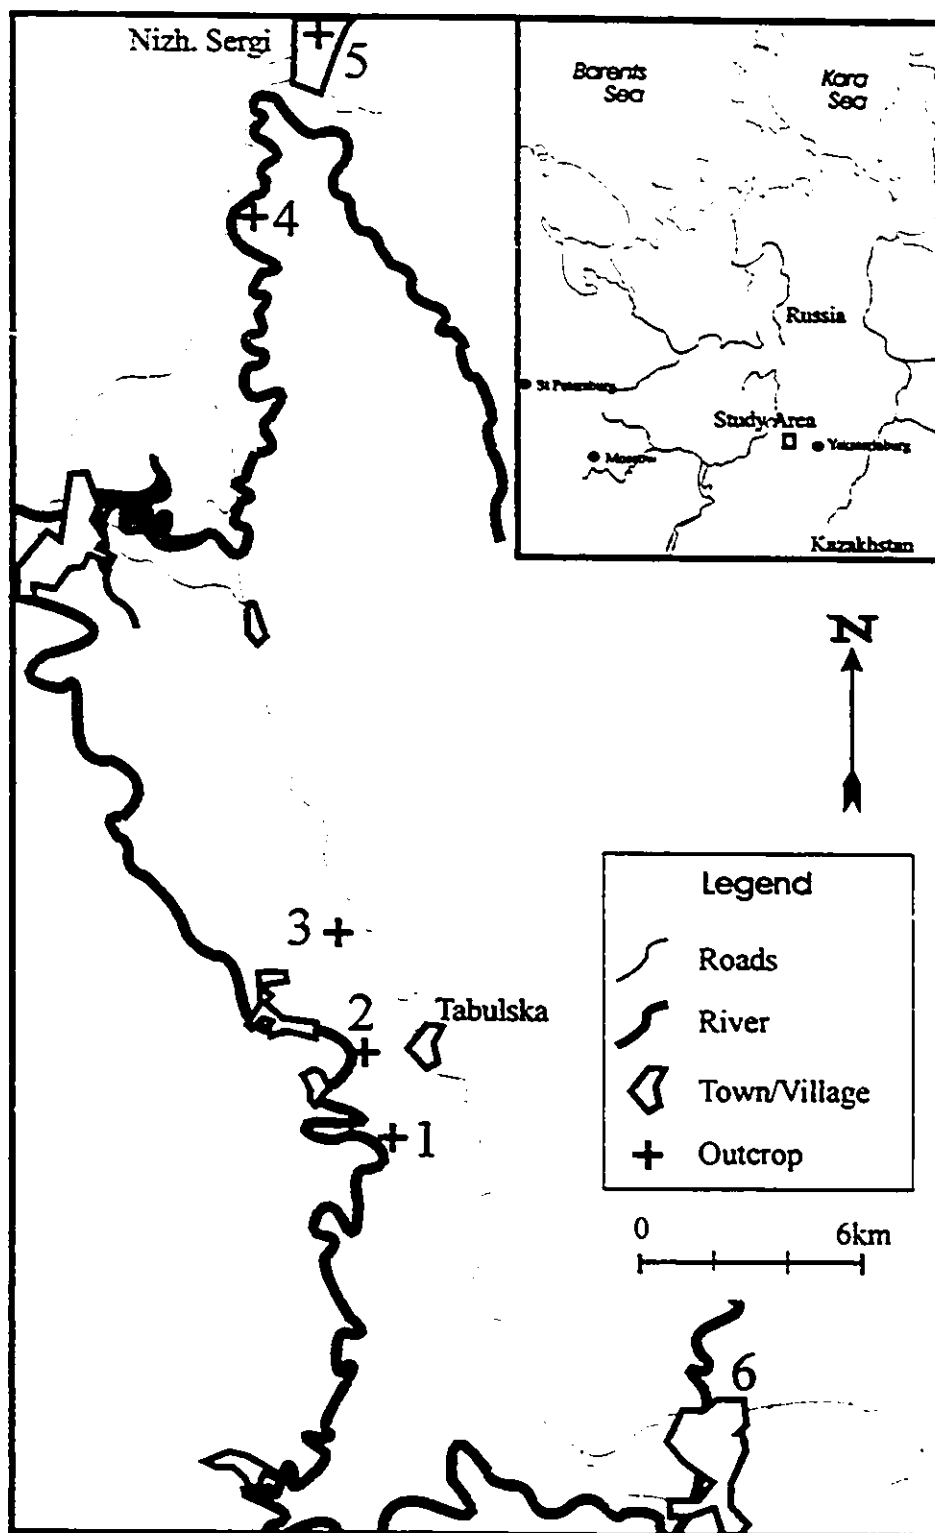 Nizh. Sergi
5
4
Barents
Sea
Kara
Sea
Russia
St Petersburg
Study Area
Moscow
Kazakhstan
N
3
2
Tabulska
1
Legend
Roads
River
Town/Village
Outcrop
0
6km
6